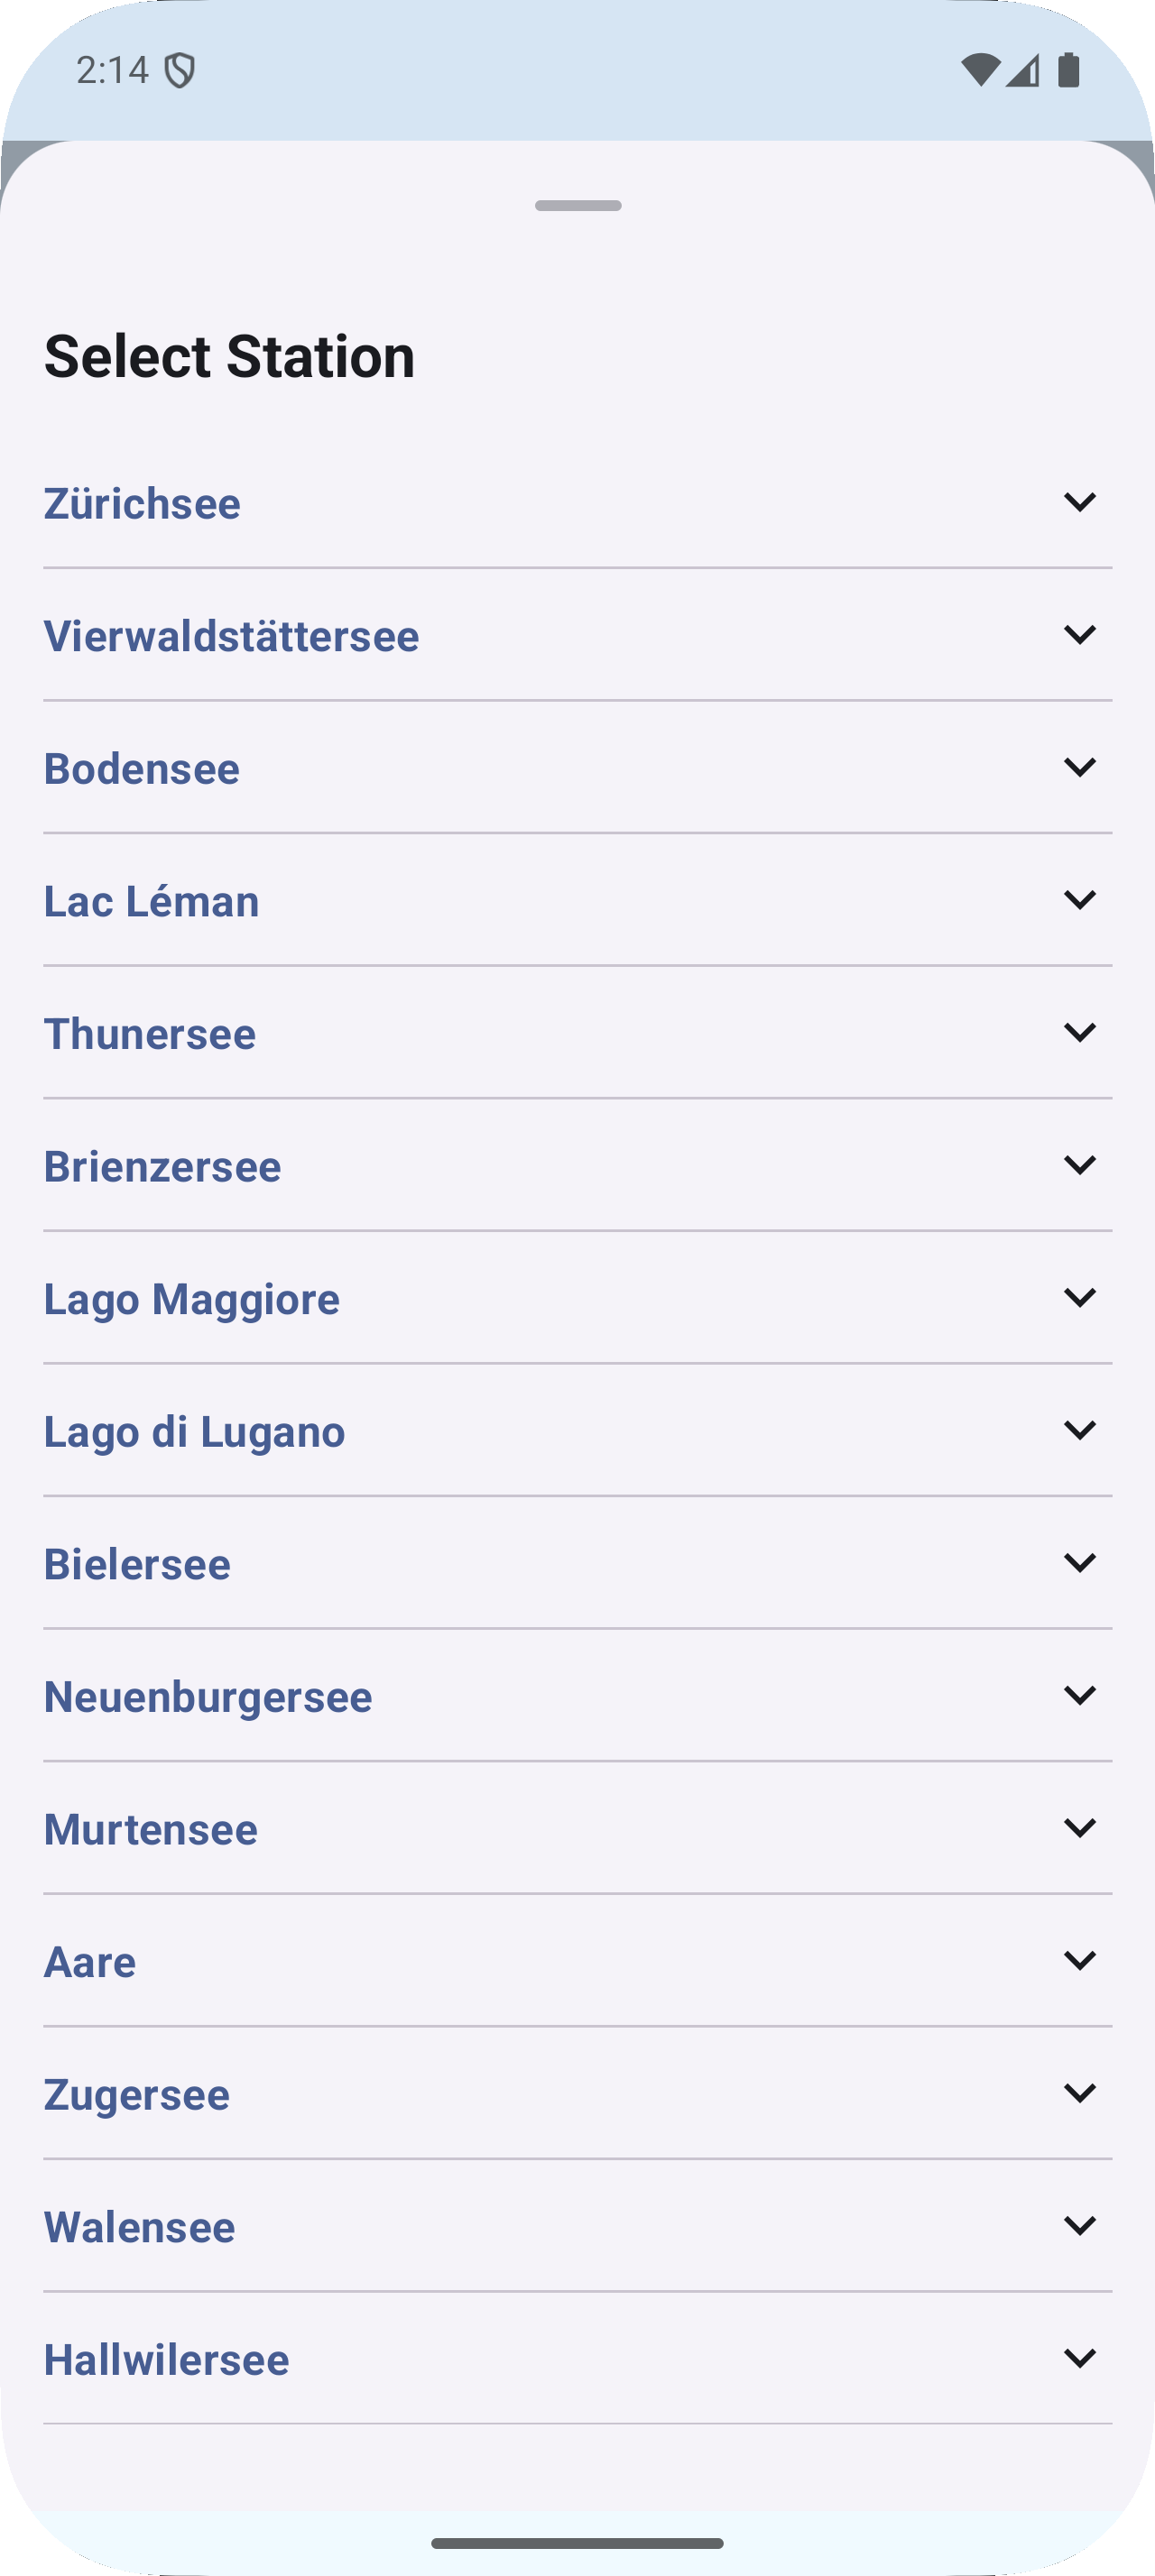 2:14
Select Station
Zürichsee
Vierwaldstättersee
Bodensee
Lac Léman
Thunersee
Brienzersee
Lago Maggiore
Lago di Lugano
Bielersee
Neuenburgersee
Murtensee
Aare
Zugersee
Walensee
Hallwilersee